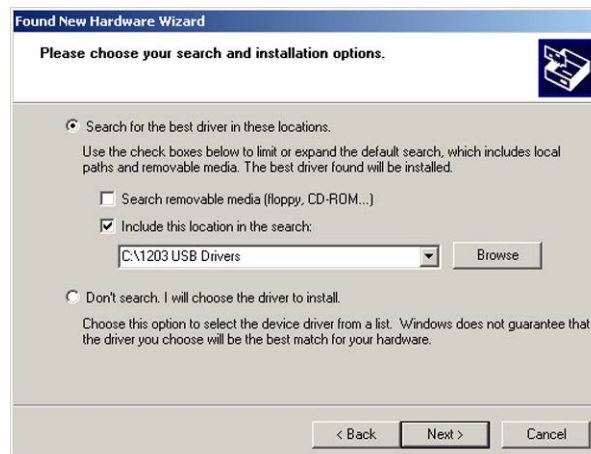 Found New Hardware Wizard
Please choose your search and installation options.
Search for the best driver in these locations.
Use the check boxes below to limit or expand the default search, which includes local
paths and removable media. The best driver found will be installed.
Search removable media (floppy, CD-ROM...)
Include this location in the search:
C:\1203 USB Drivers
Browse
Don't search. I will choose the driver to install.
Choose this option to select the device driver from a list. Windows does not guarantee that
the driver you choose will be the best match for your hardware.
< Back Next > Cancel